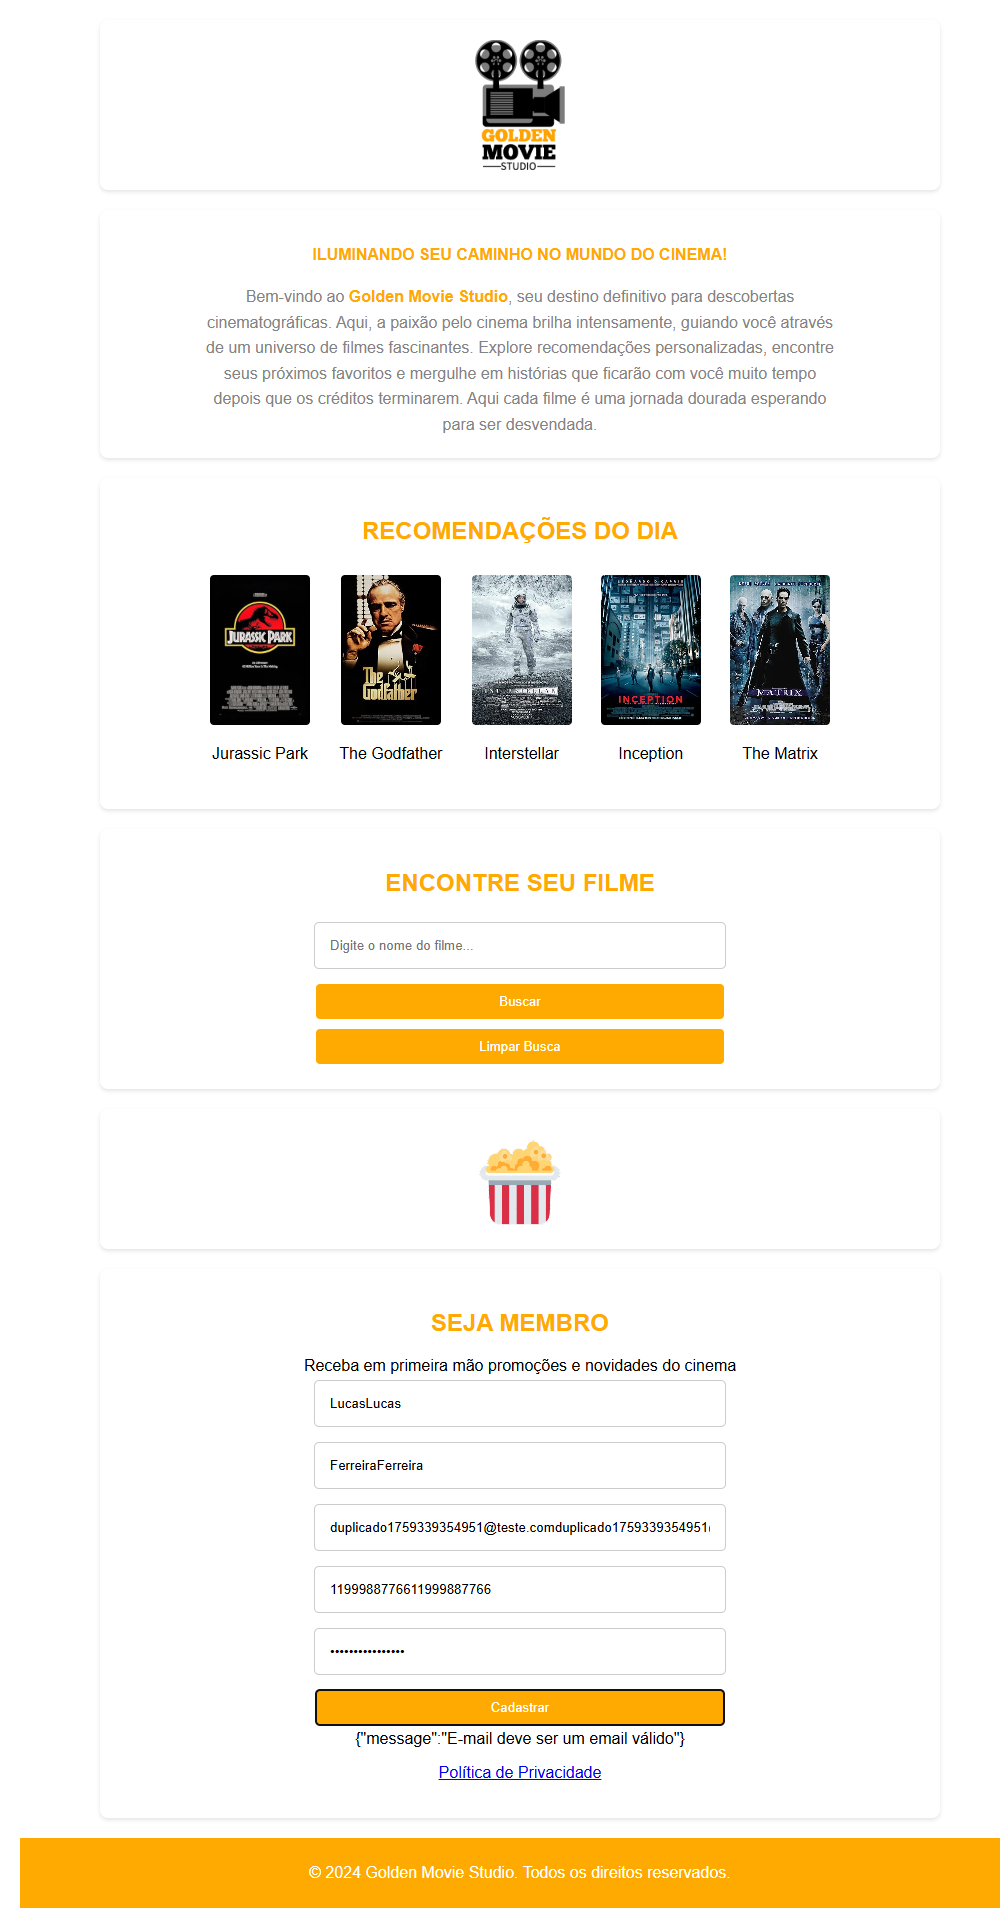 GOLDEN
MOVIE
STUDIO
ILUMINANDO SEU CAMINHO NO MUNDO DO CINEMA!
Bem-vindo ao Golden Movie Studio, seu destino definitivo para descobertas
cinematográficas. Aqui, a paixão pelo cinema brilha intensamente, guiando você através
de um universo de filmes fascinantes. Explore recomendações personalizadas, encontre
seus próximos favoritos e mergulhe em histórias que ficarão com você muito tempo
depois que os créditos terminarem. Aqui cada filme é uma jornada dourada esperando
para ser desvendada.
RECOMENDAÇÕES DO DIA
JURASSIC PARK
The Godfather
INTERSTELLAR
INCEPTION
MATRIX
Jurassic Park
The Godfather
Interstellar
Inception
The Matrix
ENCONTRE SEU FILME
Digite o nome do filme...
Buscar
Limpar Busca
SEJA MEMBRO
Receba em primeira mão promoções e novidades do cinema
LucasLucas
FerreiraFerreira
duplicado1759339354951@teste.comduplicado1759339354951
1199988776611999887766
••••••••••••••••
Cadastrar
{"message":"E-mail deve ser um email válido"}
Política de Privacidade
© 2024 Golden Movie Studio. Todos os direitos reservados.